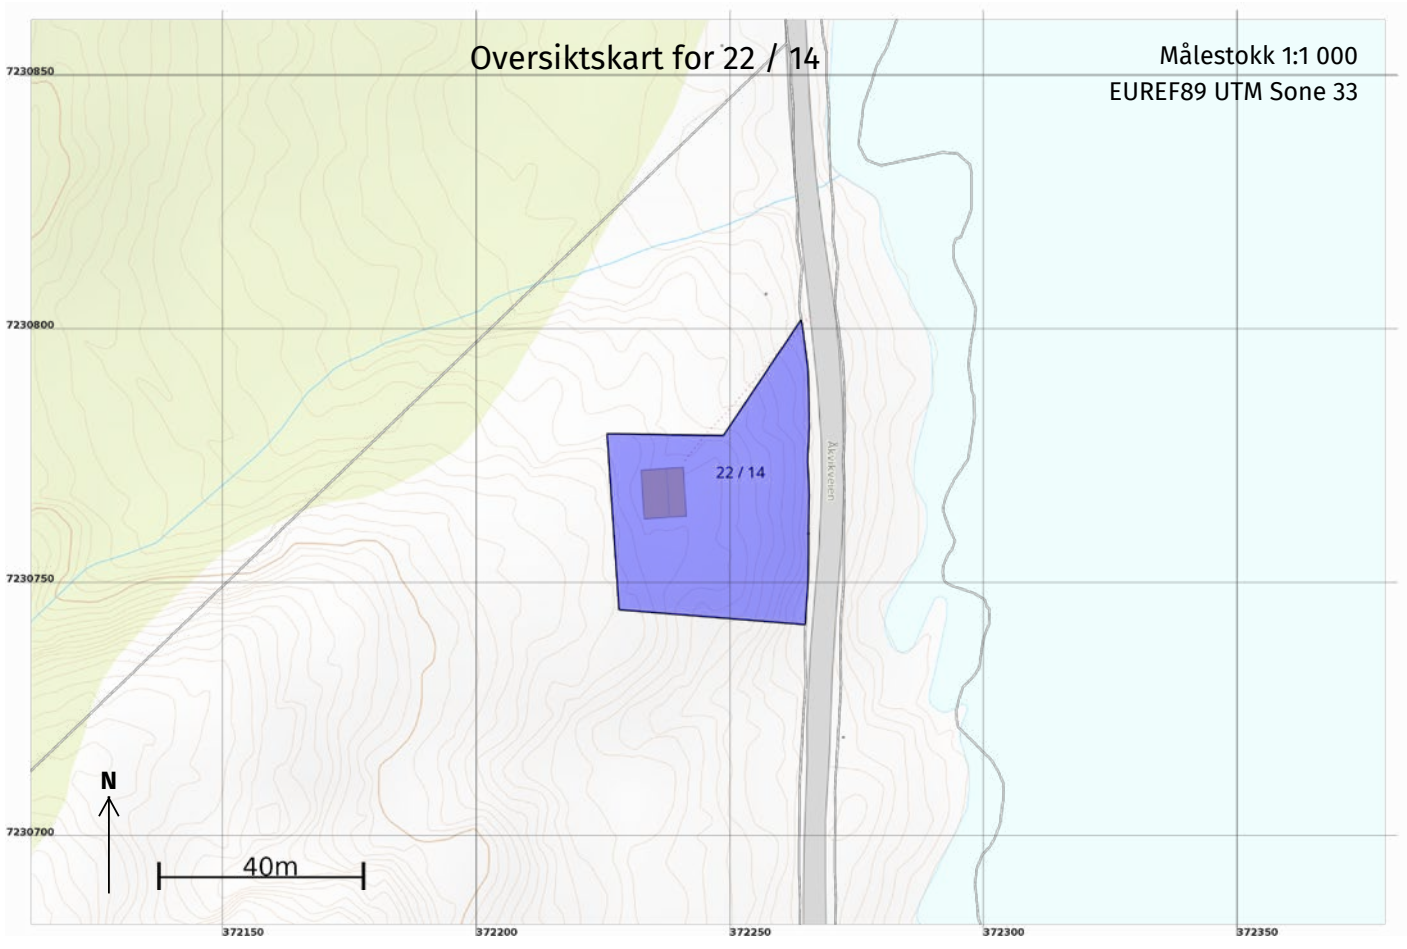 Oversiktskart for 22 / 14
Målestokk 1:1 000
EUREF89 UTM Sone 33
7230850
7230800
22 / 14
Åkvikveien
7230750
N
7230700
40m
372150
372200
372250
372300
372350